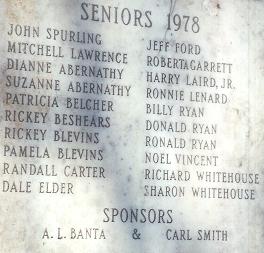 SENIORS 1978
JOHN SPURLING
MITCHELL LAWRENCE
DIANNE ABERNATHY
SUZANNE ABERNATHY
PATRICIA BELCHER
RICKEY BESHEARS
RICKEY BLEVINS
PAMELA BLEVINS
RANDALL CARTER
DALE ELDER
JEFF FORD
ROBERTA GARRETT
HARRY LAIRD, JR.
RONNIE LENARD
BILLY RYAN
DONALD RYAN
RONALD RYAN
NOEL VINCENT
RICHARD WHITEHOUSE
SHARON WHITEHOUSE
SPONSORS
A. L. BANTA & CARL SMITH